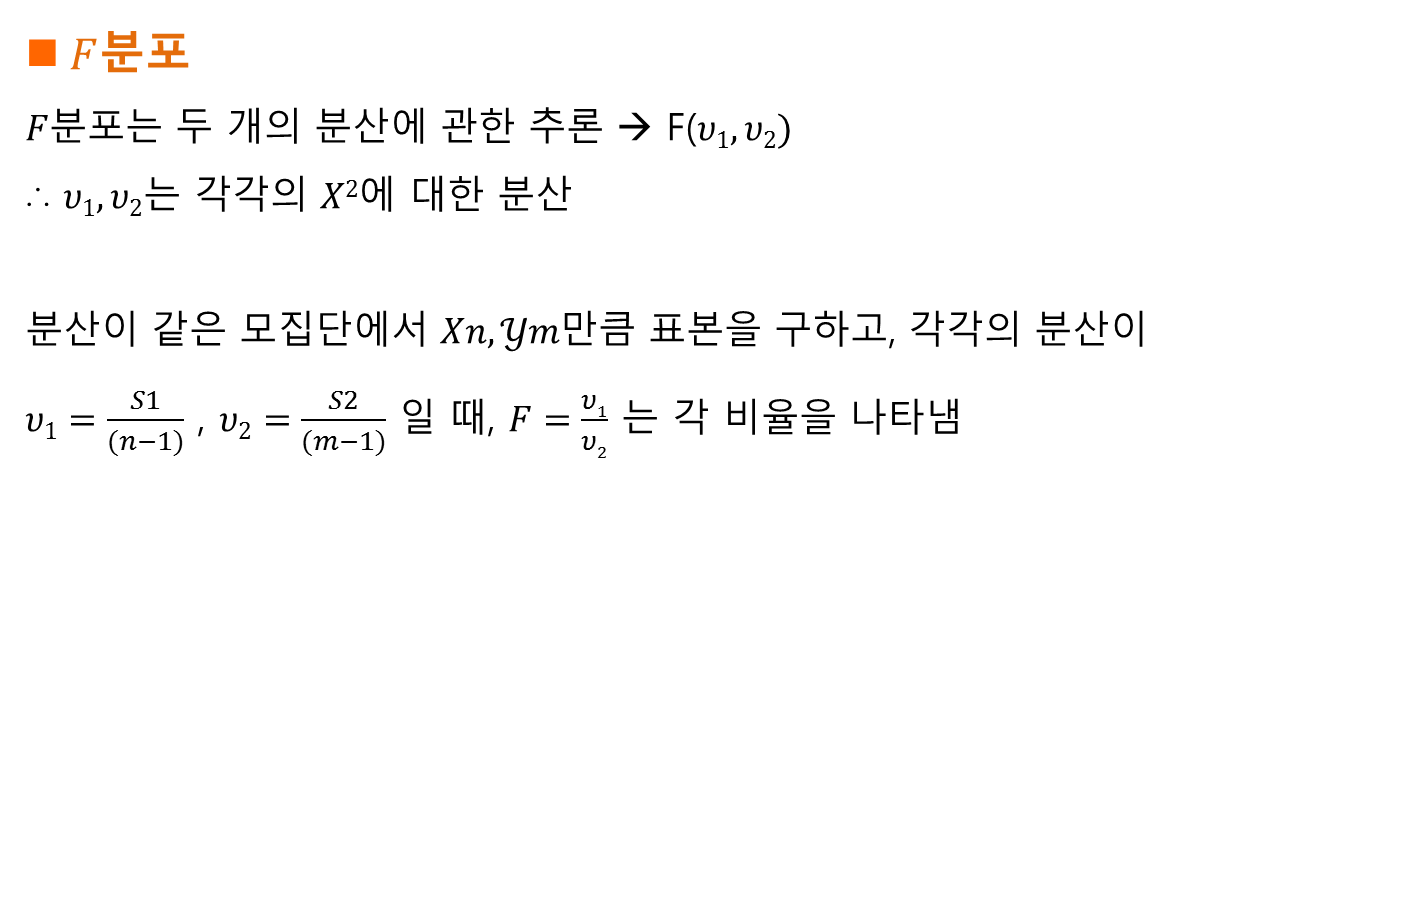 ■ F분포
F분포는 두 개의 분산에 관한 추론 → F(υ₁, υ₂)
∴ υ₁, υ₂는 각각의 X²에 대한 분산
분산이 같은 모집단에서 Xn, 𝒴m만큼 표본을 구하고, 각각의 분산이
υ₁ = S1/(n−1) , υ₂ = S2/(m−1) 일 때, F = υ₁/υ₂ 는 각 비율을 나타냄